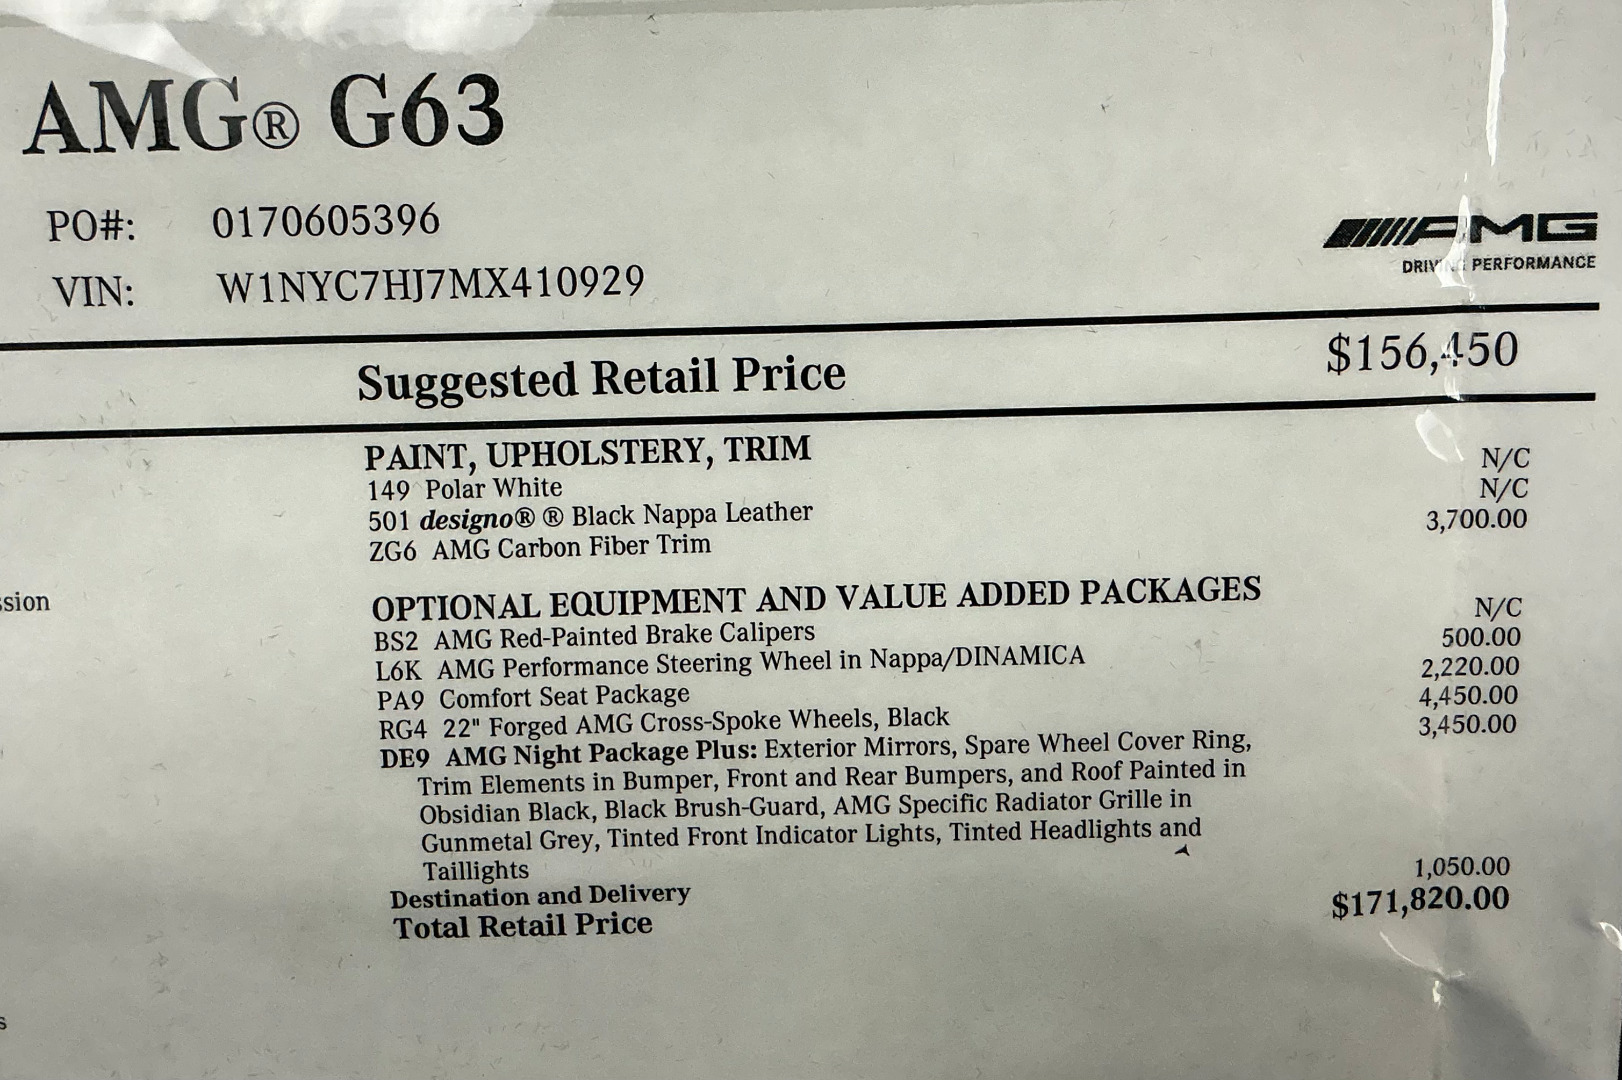 AMG® G63
PO#: 0170605396
VIN: W1NYC7HJ7MX410929
AMG
DRIVING PERFORMANCE
Suggested Retail Price $156,450
PAINT, UPHOLSTERY, TRIM
149 Polar White N/C
501 designo® ® Black Nappa Leather N/C
ZG6 AMG Carbon Fiber Trim 3,700.00
ssion
OPTIONAL EQUIPMENT AND VALUE ADDED PACKAGES
BS2 AMG Red-Painted Brake Calipers N/C
L6K AMG Performance Steering Wheel in Nappa/DINAMICA 500.00
PA9 Comfort Seat Package 2,220.00
RG4 22" Forged AMG Cross-Spoke Wheels, Black 4,450.00
DE9 AMG Night Package Plus: Exterior Mirrors, Spare Wheel Cover Ring, 3,450.00
Trim Elements in Bumper, Front and Rear Bumpers, and Roof Painted in
Obsidian Black, Black Brush-Guard, AMG Specific Radiator Grille in
Gunmetal Grey, Tinted Front Indicator Lights, Tinted Headlights and
Taillights
Destination and Delivery 1,050.00
Total Retail Price $171,820.00
s